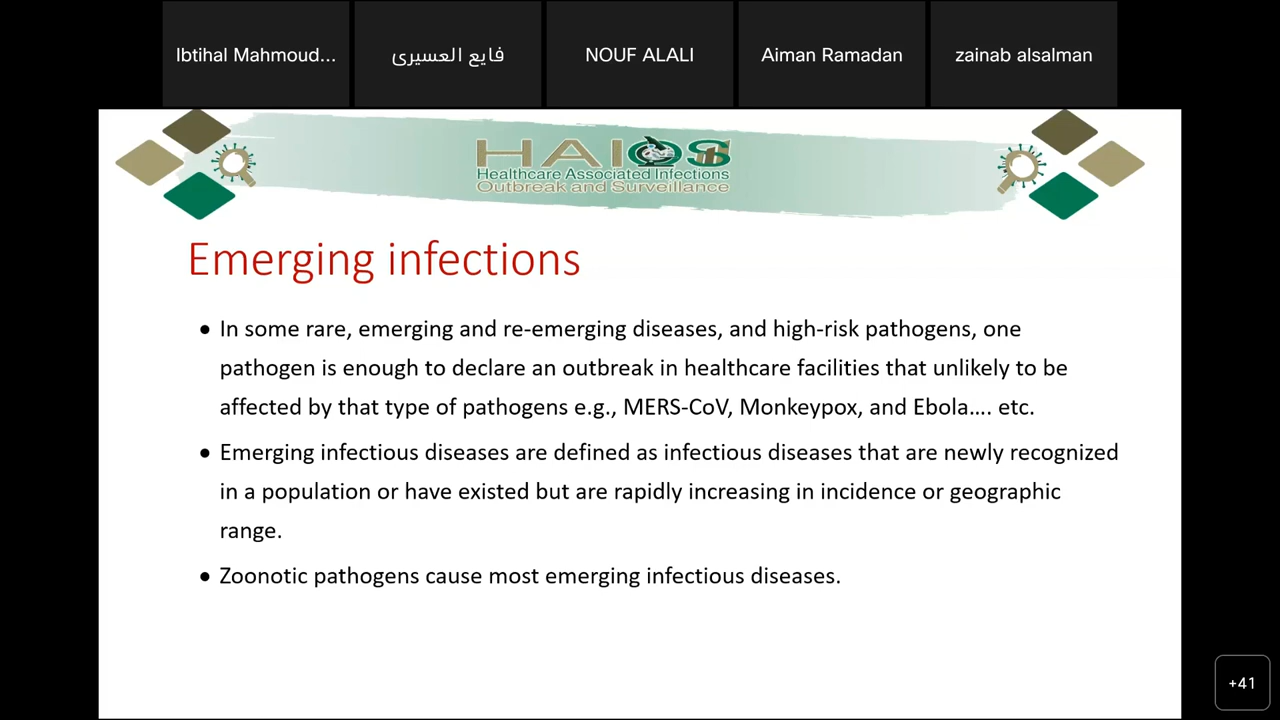 Ibtihal Mahmoud...
فايع العسيرى
NOUF ALALI
Aiman Ramadan
zainab alsalman
HAIOS
Healthcare Associated Infections
Outbreak and Surveillance
Emerging infections
● In some rare, emerging and re-emerging diseases, and high-risk pathogens, one
pathogen is enough to declare an outbreak in healthcare facilities that unlikely to be
affected by that type of pathogens e.g., MERS-CoV, Monkeypox, and Ebola.... etc.
● Emerging infectious diseases are defined as infectious diseases that are newly recognized
in a population or have existed but are rapidly increasing in incidence or geographic
range.
● Zoonotic pathogens cause most emerging infectious diseases.
+41